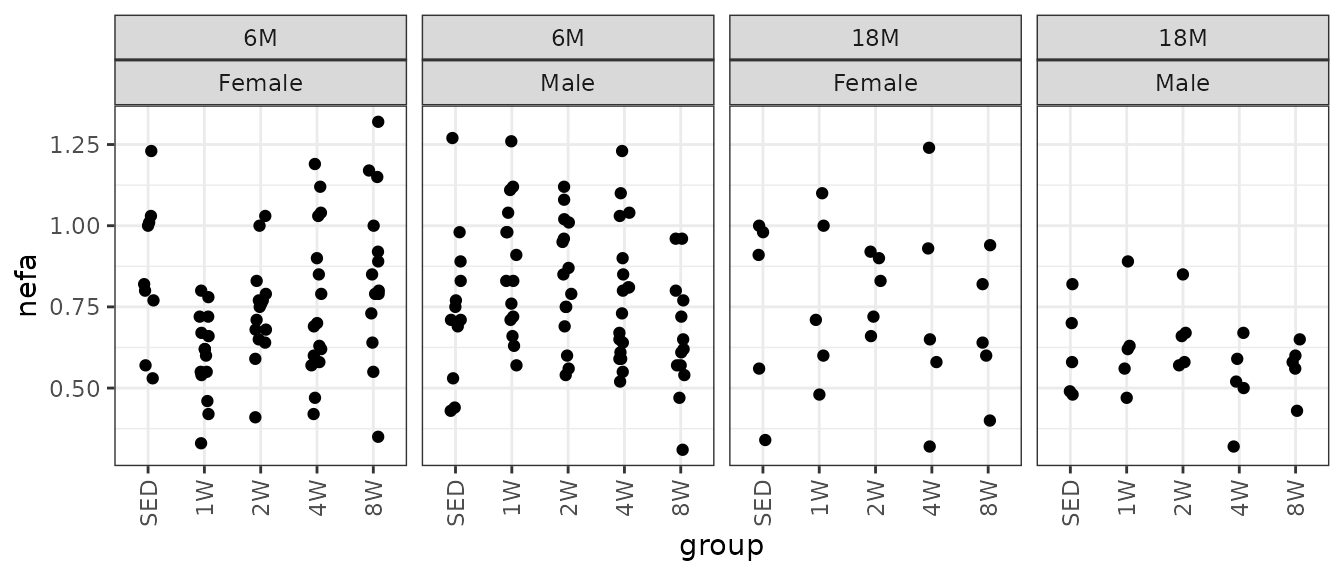 6M 6M 18M 18M
Female Male Female Male
1.25
1.00
0.75
0.50
nefa
SED 1W 2W 4W 8W SED 1W 2W 4W 8W SED 1W 2W 4W 8W SED 1W 2W 4W 8W
group